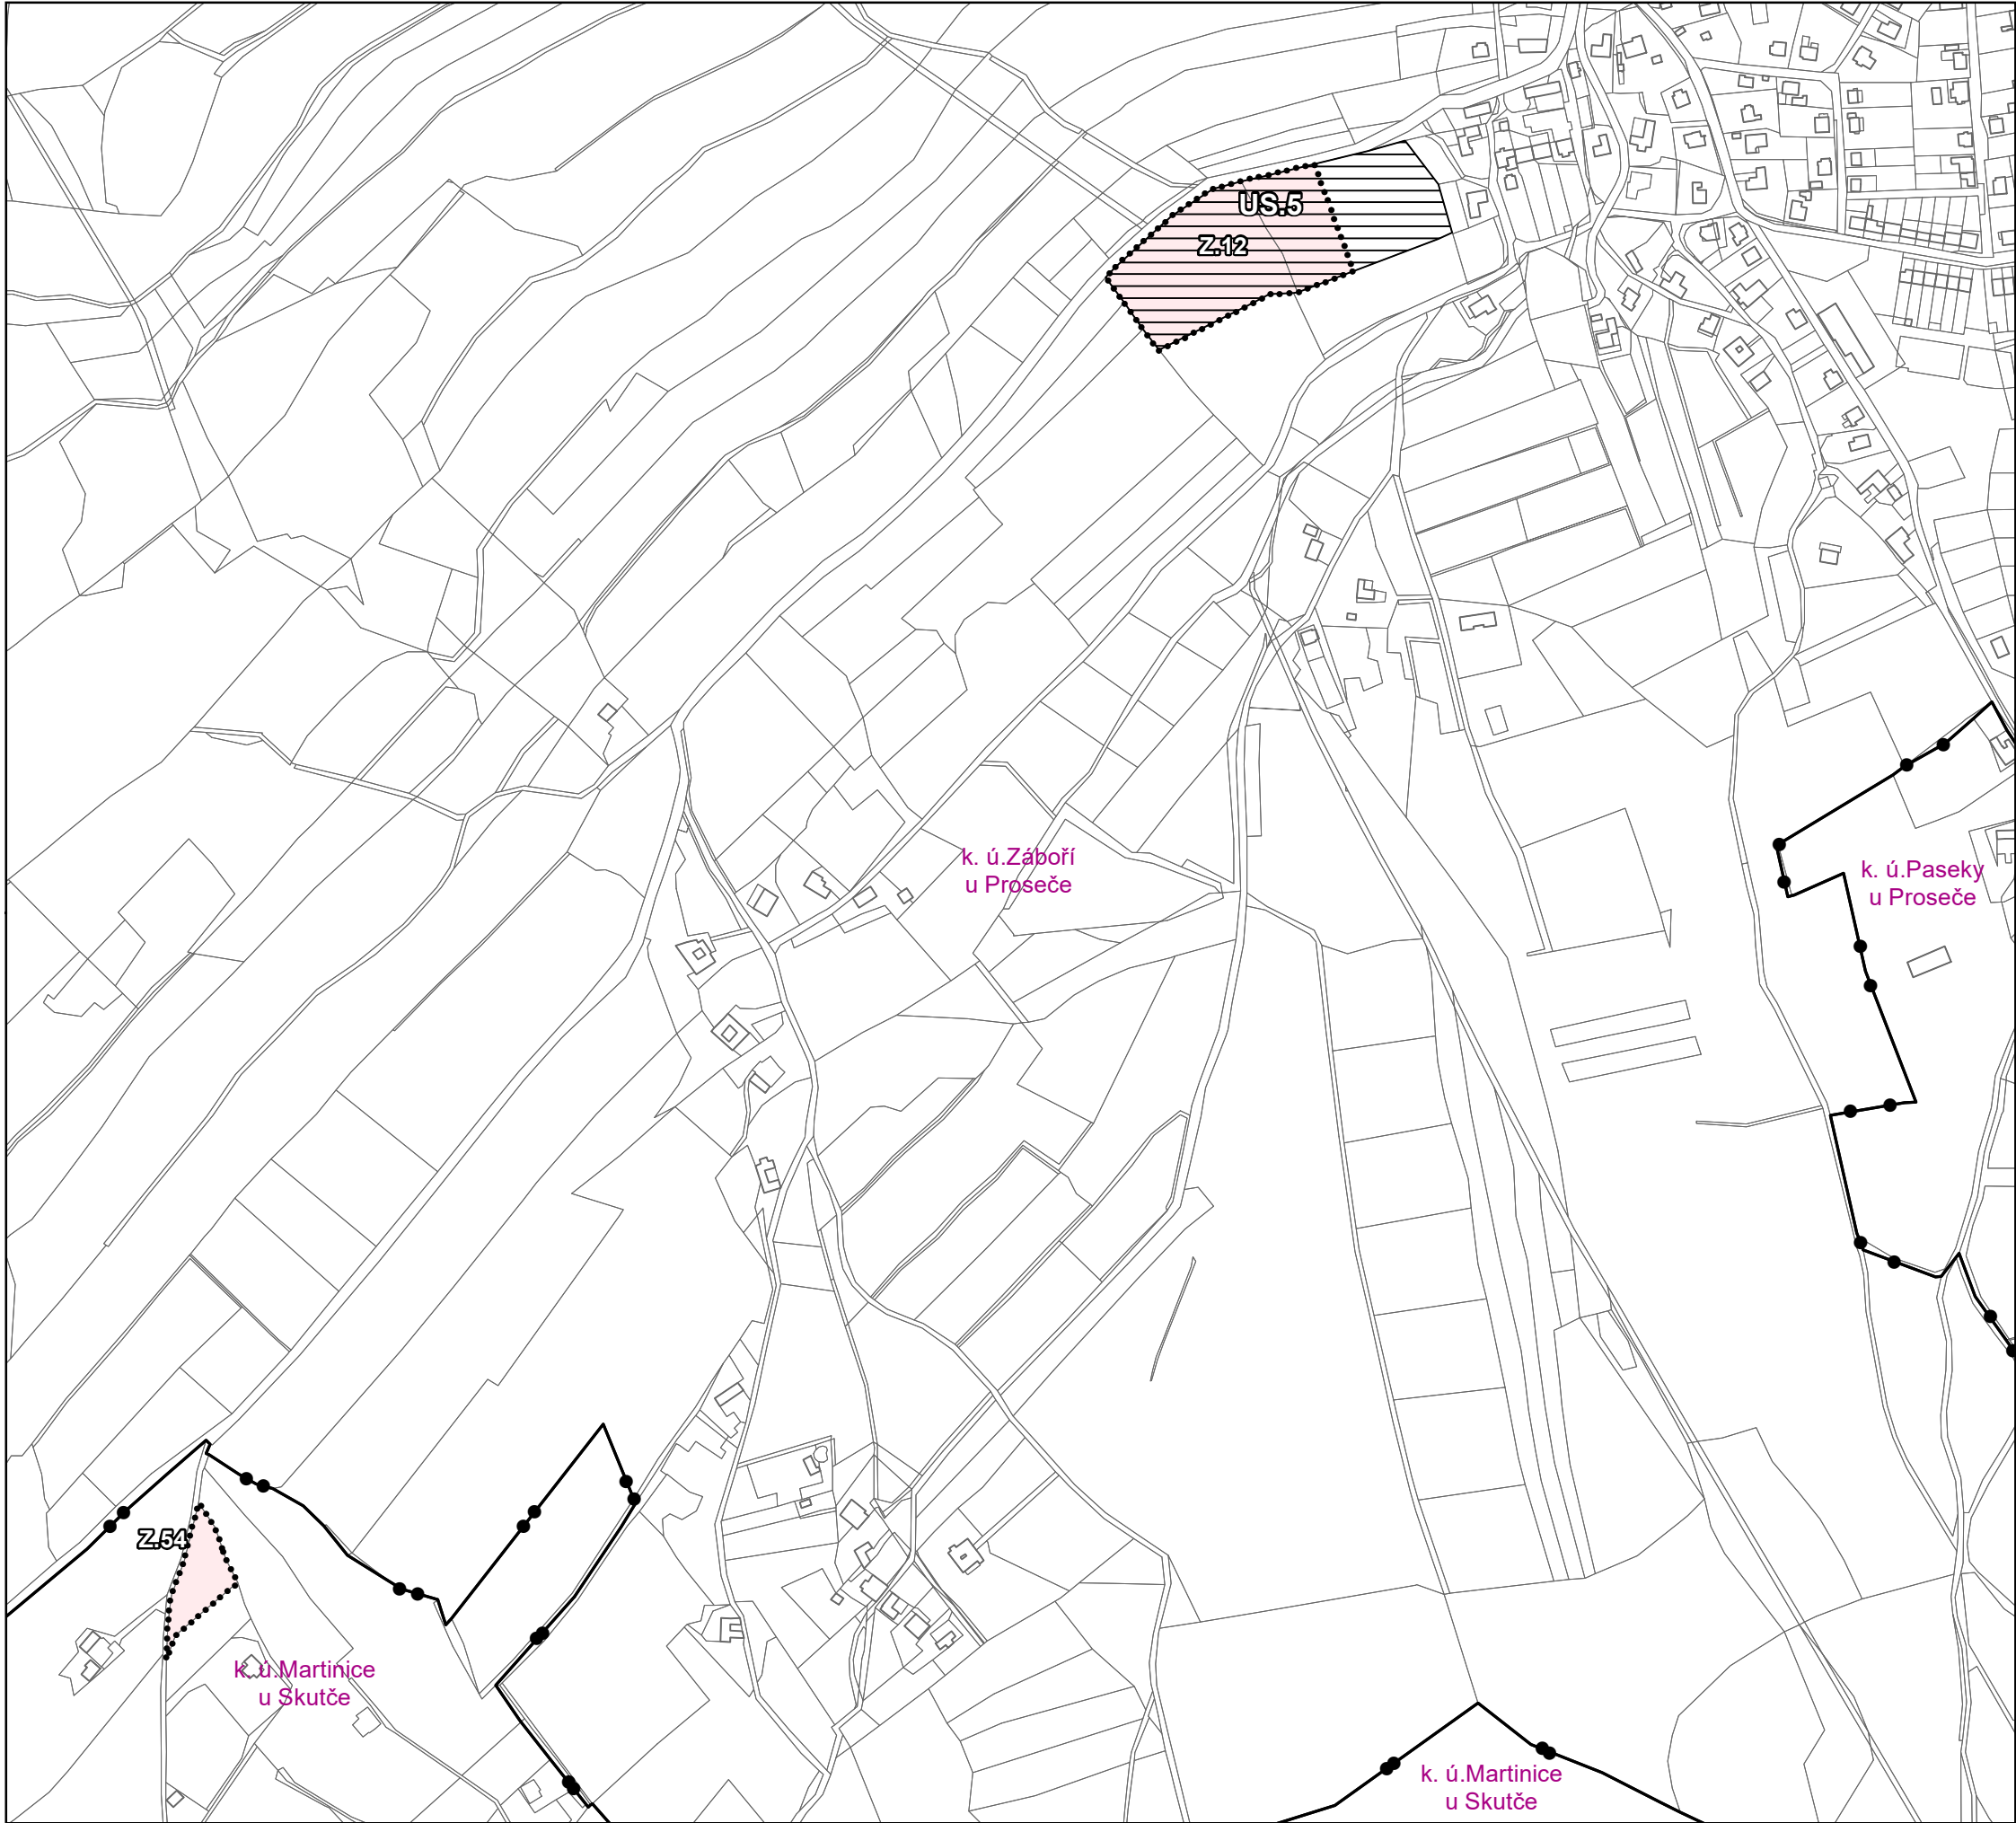 US.5
Z.12
k. ú.Záboří
u Proseče
k. ú.Paseky
u Proseče
Z.54
k. ú.Martinice
u Skutče
k. ú.Martinice
u Skutče